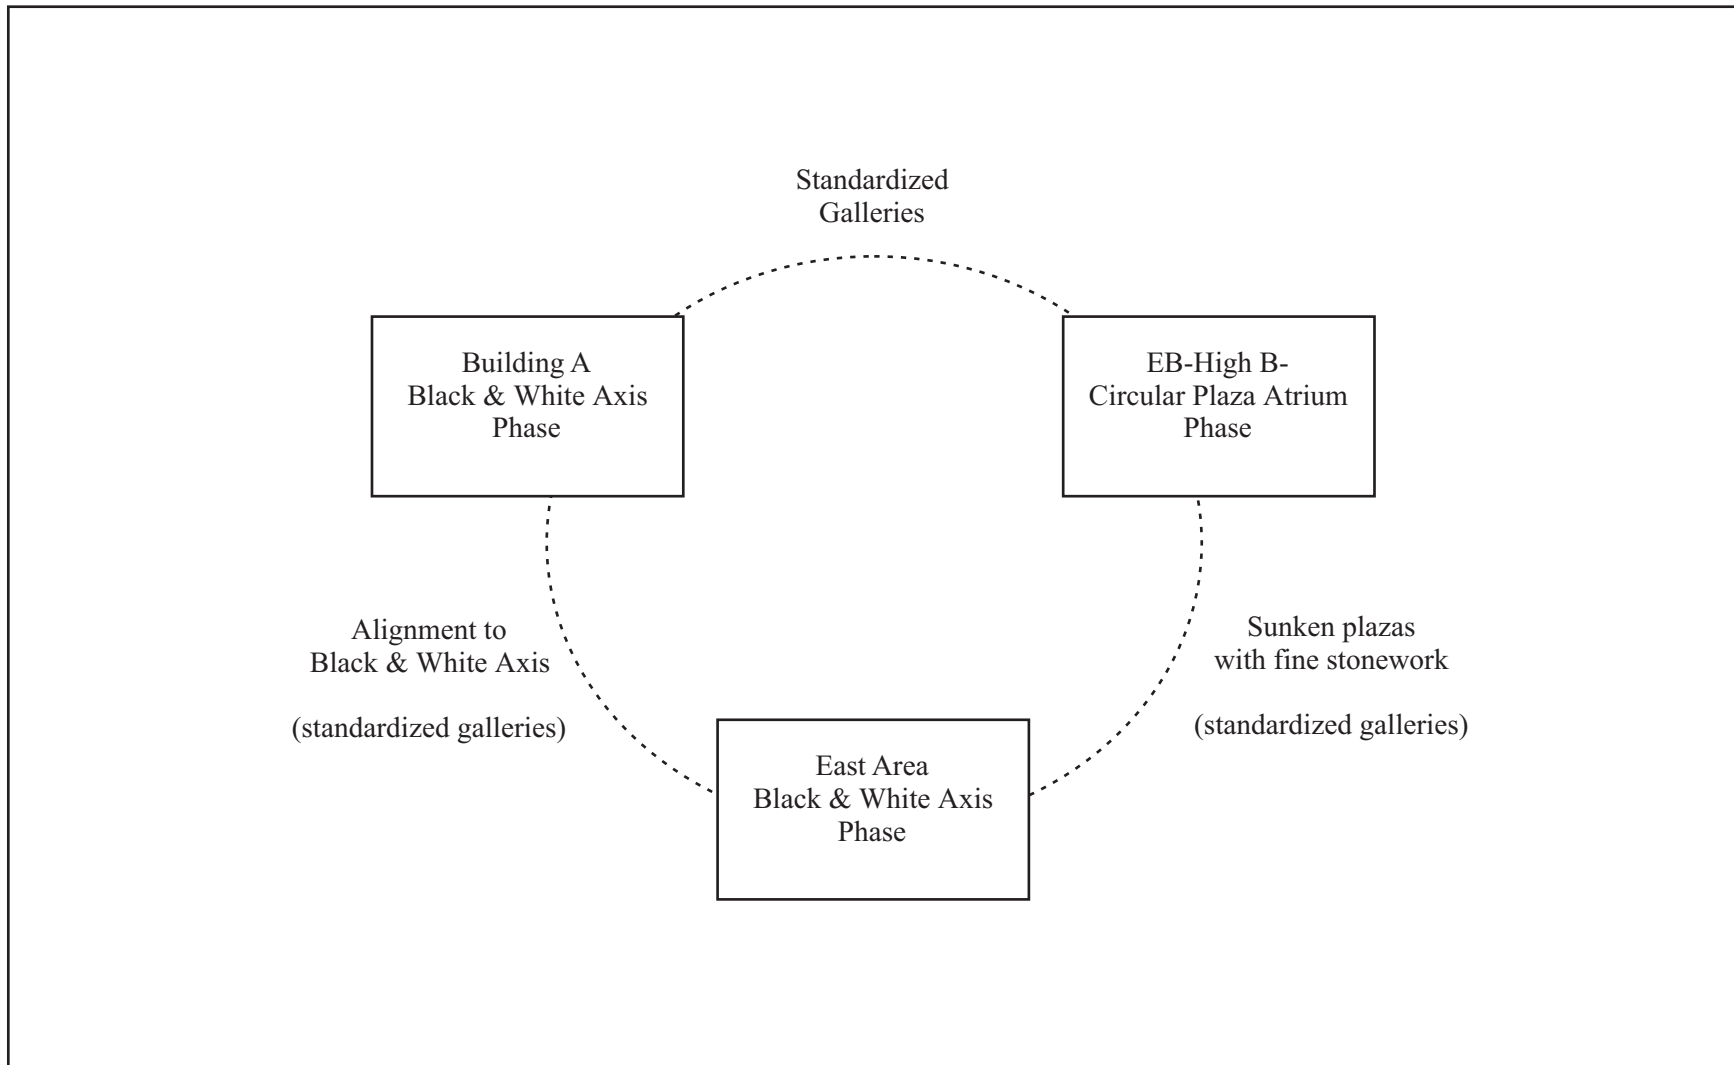 Standardized
Galleries
Building A
Black & White Axis
Phase
EB-High B-
Circular Plaza Atrium
Phase
Alignment to
Black & White Axis
(standardized galleries)
Sunken plazas
with fine stonework
(standardized galleries)
East Area
Black & White Axis
Phase